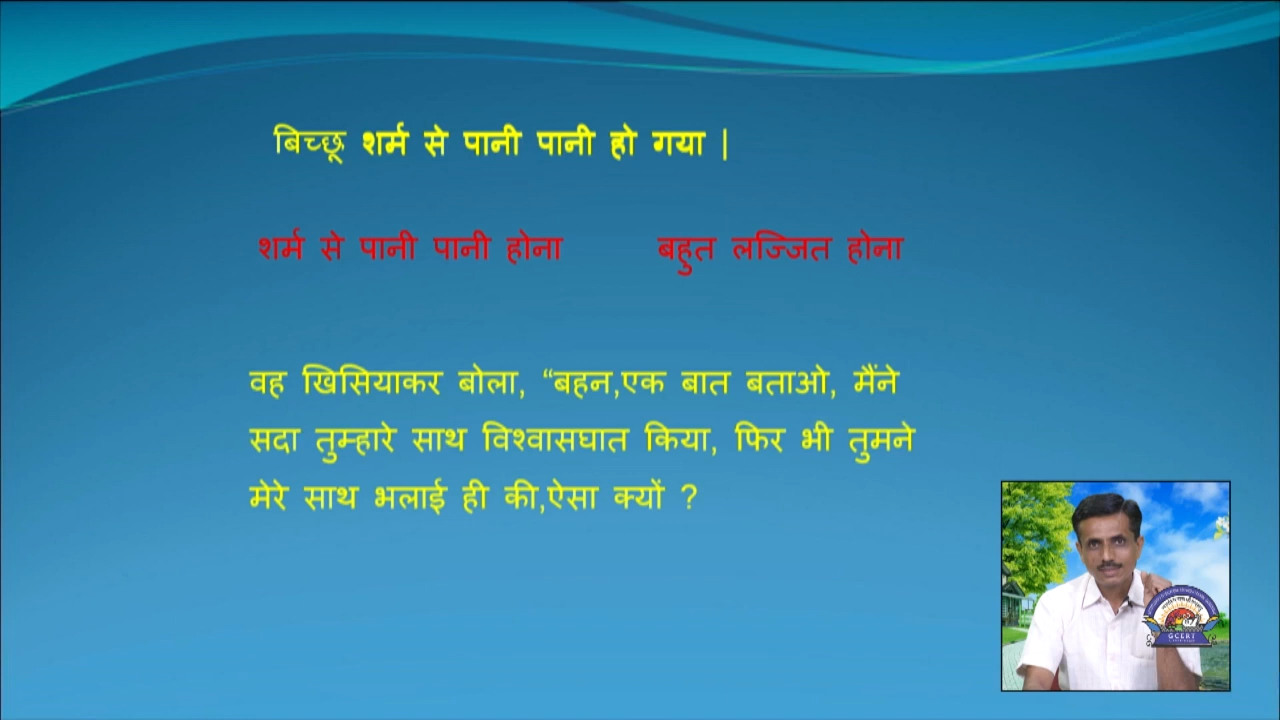 बिच्छू शर्म से पानी पानी हो गया |
शर्म से पानी पानी होना बहुत लज्जित होना
वह खिसियाकर बोला, “बहन,एक बात बताओ, मैंने
सदा तुम्हारे साथ विश्वासघात किया, फिर भी तुमने
मेरे साथ भलाई ही की,ऐसा क्यों ?
GCERT